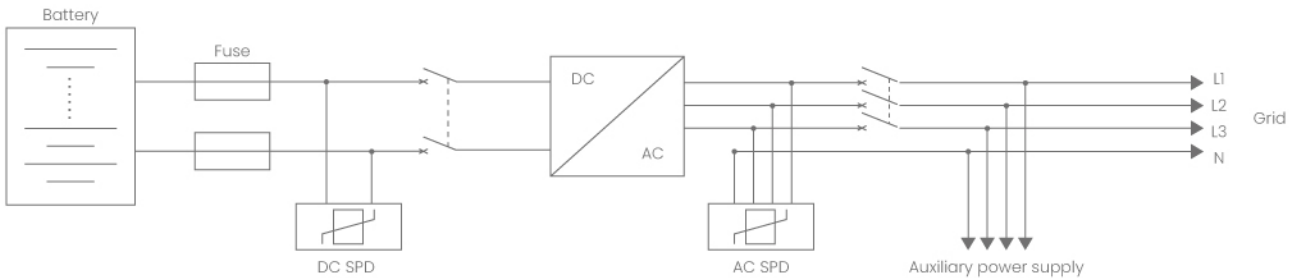 Battery
Fuse
DC
AC
L1
L2
L3
N
Grid
DC SPD
AC SPD
Auxiliary power supply